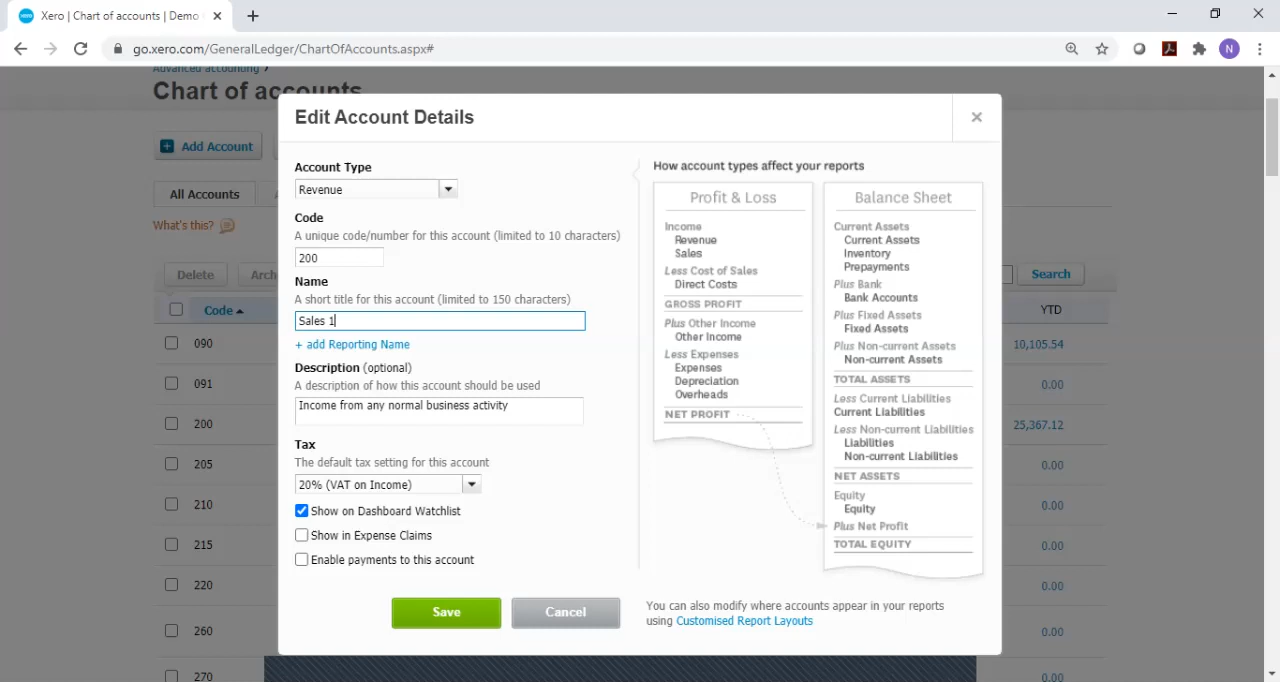 Xero | Chart of accounts | Demo
go.xero.com/GeneralLedger/ChartOfAccounts.aspx#
N
Advanced accounting
Chart of accounts
Add Account
All Accounts
What's this?
Delete
Arch
Search
Code
YTD
090
10,105.54
091
0.00
200
25,367.12
205
0.00
210
0.00
215
0.00
220
0.00
260
0.00
270
0.00
Edit Account Details
Account Type
Revenue
Code
A unique code/number for this account (limited to 10 characters)
200
Name
A short title for this account (limited to 150 characters)
Sales 1
+ add Reporting Name
Description (optional)
A description of how this account should be used
Income from any normal business activity
Tax
The default tax setting for this account
20% (VAT on Income)
Show on Dashboard Watchlist
Show in Expense Claims
Enable payments to this account
Save
Cancel
How account types affect your reports
Profit & Loss
Income
Revenue
Sales
Less Cost of Sales
Direct Costs
GROSS PROFIT
Plus Other Income
Other Income
Less Expenses
Expenses
Depreciation
Overheads
NET PROFIT
Balance Sheet
Current Assets
Current Assets
Inventory
Prepayments
Plus Bank
Bank Accounts
Plus Fixed Assets
Fixed Assets
Plus Non-current Assets
Non-current Assets
TOTAL ASSETS
Less Current Liabilities
Current Liabilities
Less Non-current Liabilities
Liabilities
Non-current Liabilities
NET ASSETS
Equity
Equity
Plus Net Profit
TOTAL EQUITY
You can also modify where accounts appear in your reports
using Customised Report Layouts